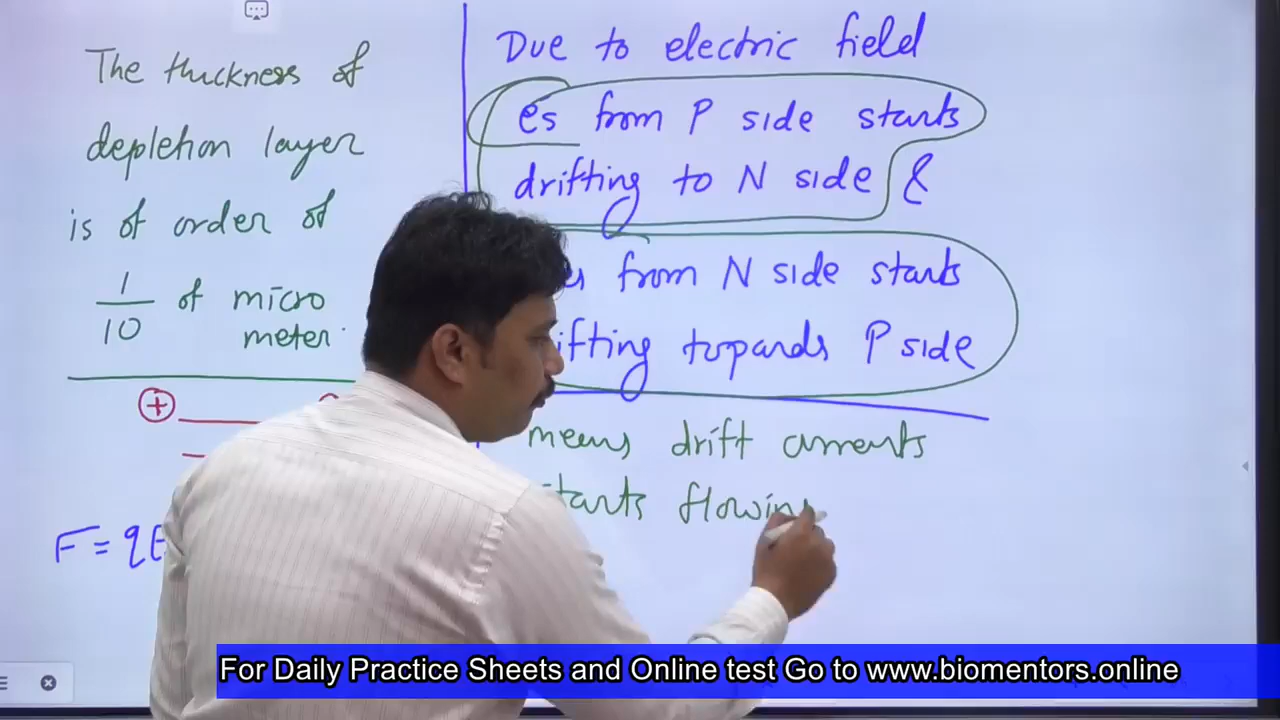 The thickness of
depletion layer
is of order of
1
10
of micro
meter.
+
F = qE
Due to electric field
es from P side starts
drifting to N side &
from N side starts
towards P side
means drift currents
starts flowing
For Daily Practice Sheets and Online test Go to www.biomentors.online